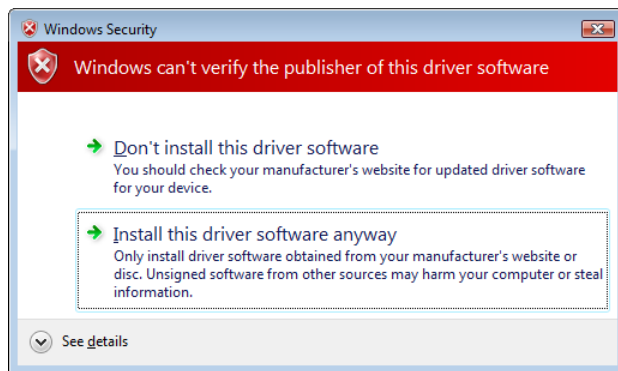 Windows Security
Windows can't verify the publisher of this driver software
Don't install this driver software
You should check your manufacturer's website for updated driver software
for your device.
Install this driver software anyway
Only install driver software obtained from your manufacturer's website or
disc. Unsigned software from other sources may harm your computer or steal
information.
See details